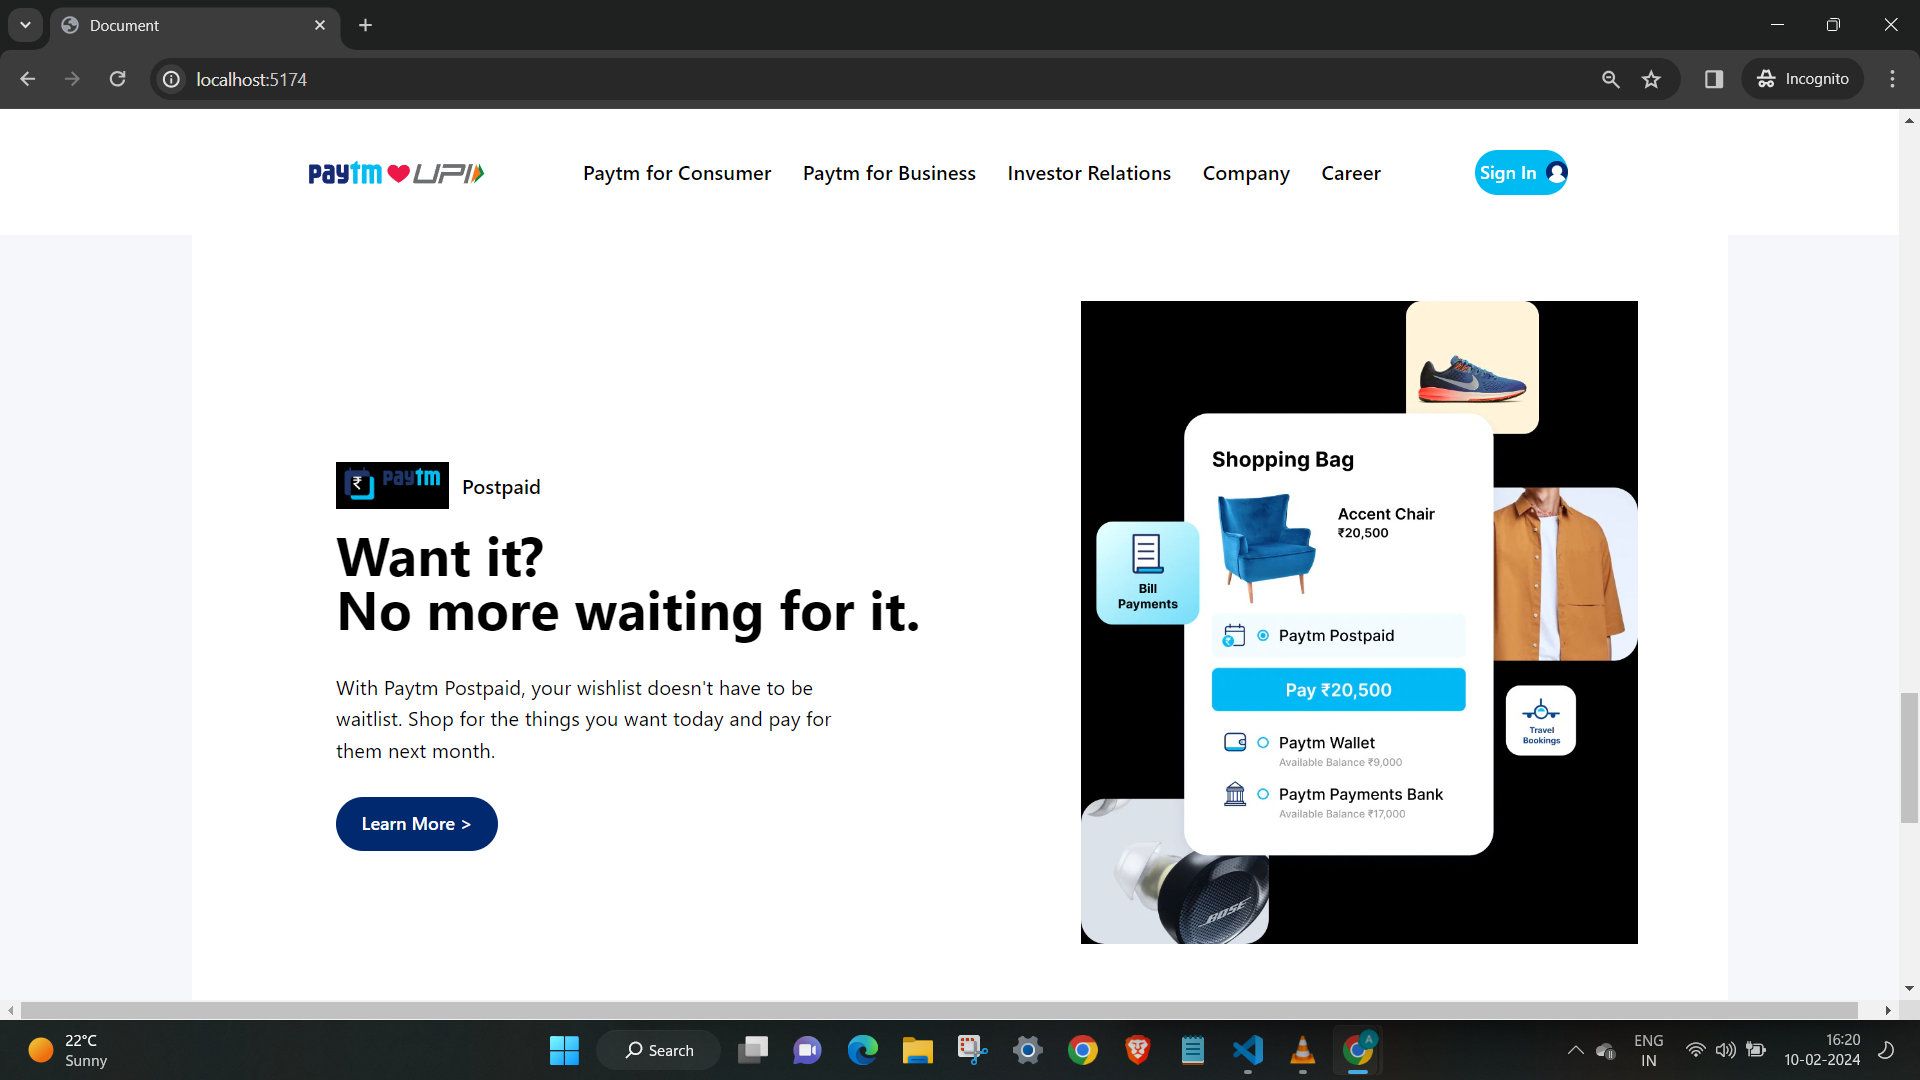 Document
localhost:5174
Incognito
paytm UPI
Paytm for Consumer
Paytm for Business
Investor Relations
Company
Career
Sign In
paytm
Postpaid
Want it?
No more waiting for it.
With Paytm Postpaid, your wishlist doesn't have to be
waitlist. Shop for the things you want today and pay for
them next month.
Learn More >
Shopping Bag
Accent Chair
₹20,500
Bill
Payments
Paytm Postpaid
Pay ₹20,500
Travel
Bookings
Paytm Wallet
Available Balance ₹9,000
Paytm Payments Bank
Available Balance ₹17,000
BOSE
22°C
Sunny
Search
A
ENG
IN
16:20
10-02-2024